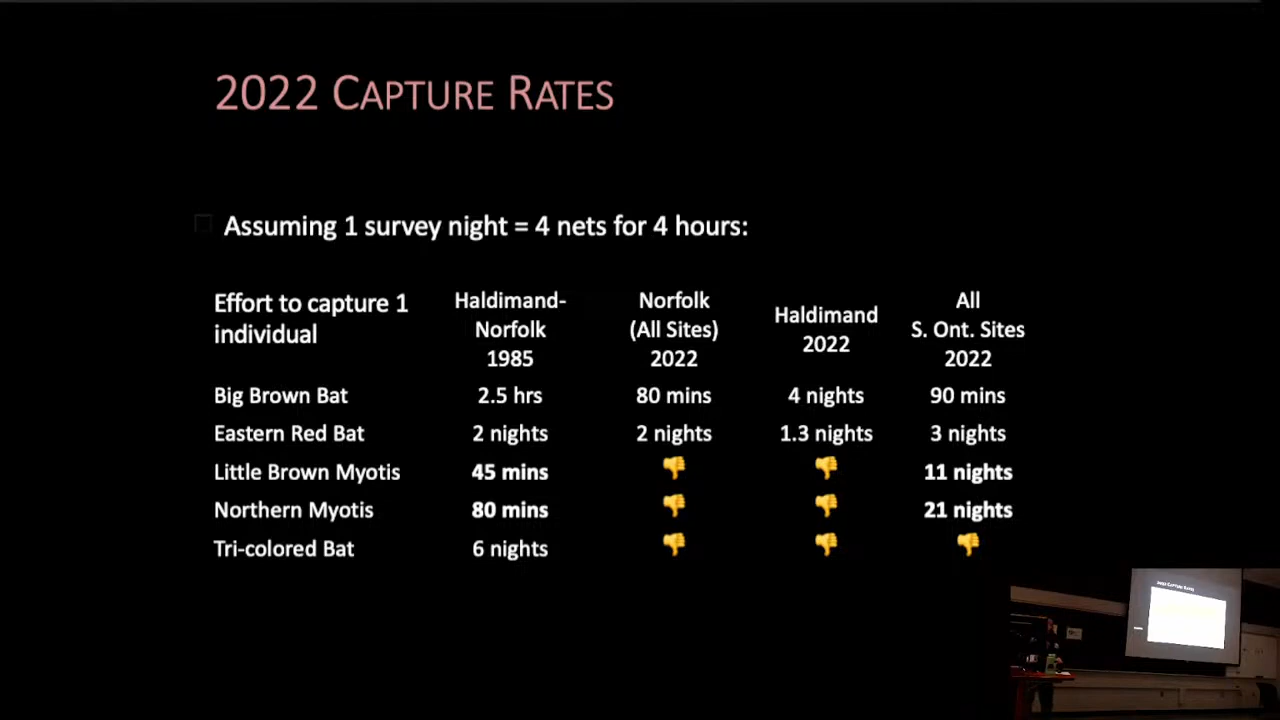 2022 CAPTURE RATES
Assuming 1 survey night = 4 nets for 4 hours:
Effort to capture 1
individual
Haldimand-
Norfolk
1985
Norfolk
(All Sites)
2022
Haldimand
2022
All
S. Ont. Sites
2022
Big Brown Bat 2.5 hrs 80 mins 4 nights 90 mins
Eastern Red Bat 2 nights 2 nights 1.3 nights 3 nights
Little Brown Myotis 45 mins 👎 👎 11 nights
Northern Myotis 80 mins 👎 👎 21 nights
Tri-colored Bat 6 nights 👎 👎 👎
2022 CAPTURE RATES